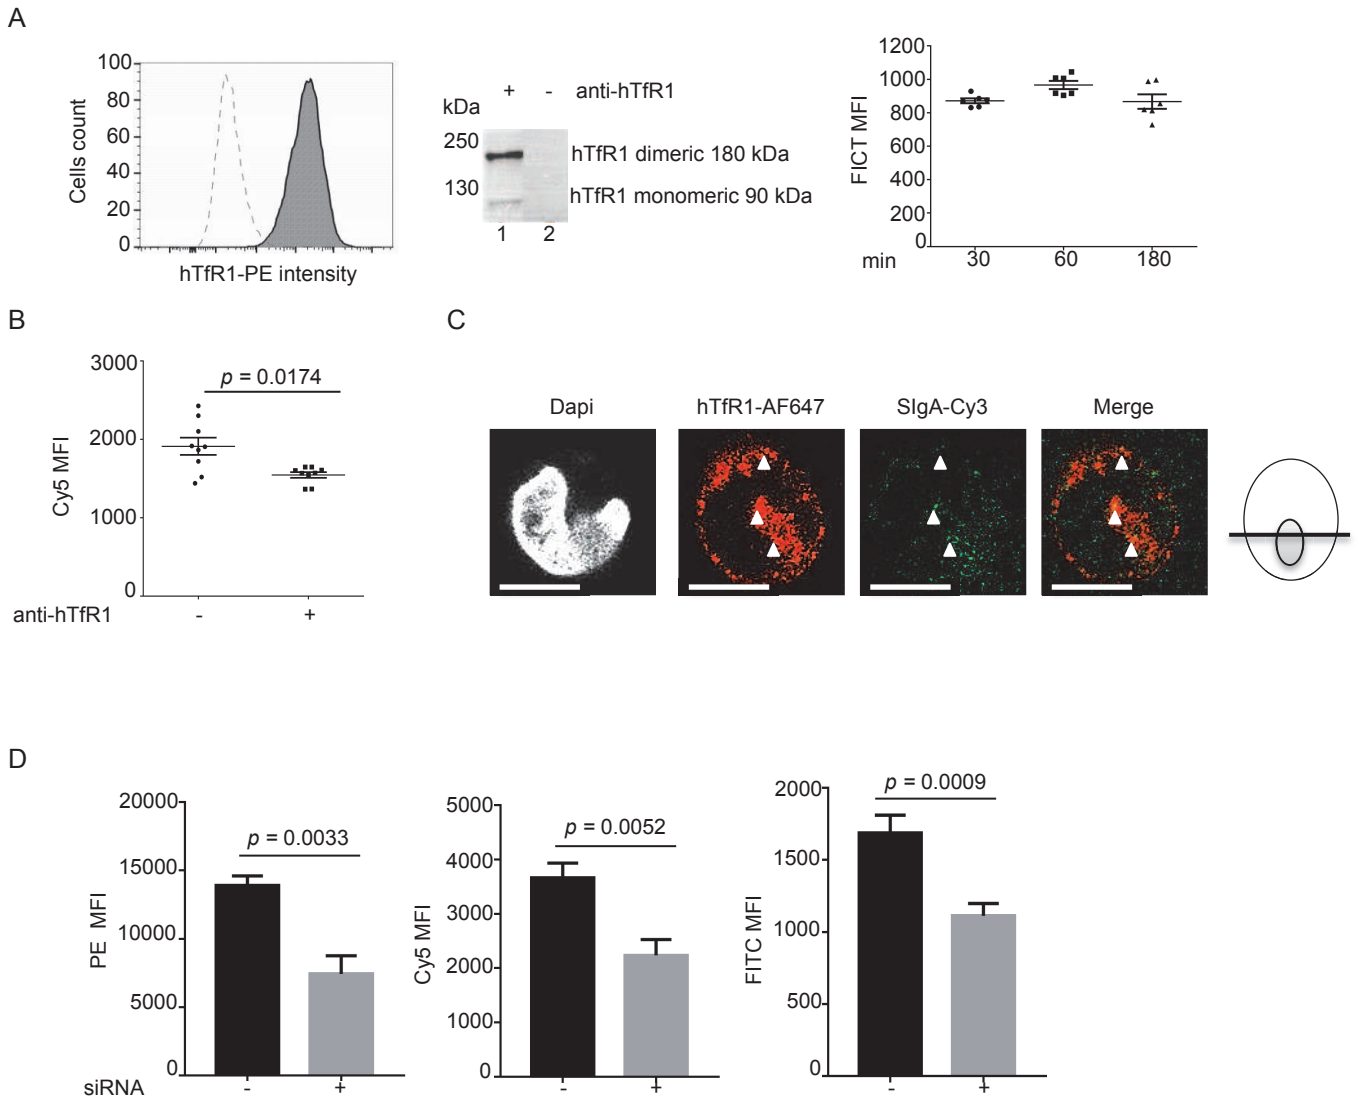 A
100
80
60
40
20
0
Cells count
hTfR1-PE intensity
+ - anti-hTfR1
kDa
250
hTfR1 dimeric 180 kDa
130
hTfR1 monomeric 90 kDa
1 2
1200
1000
800
600
400
200
0
FICT MFI
min 30 60 180
B
3000
2000
1000
0
Cy5 MFI
p = 0.0174
anti-hTfR1 - +
C
Dapi hTfR1-AF647 SIgA-Cy3 Merge
D
20000
15000
10000
5000
0
PE MFI
p = 0.0033
siRNA - +
5000
4000
3000
2000
1000
0
Cy5 MFI
p = 0.0052
- +
2000
1500
1000
500
0
FITC MFI
p = 0.0009
- +